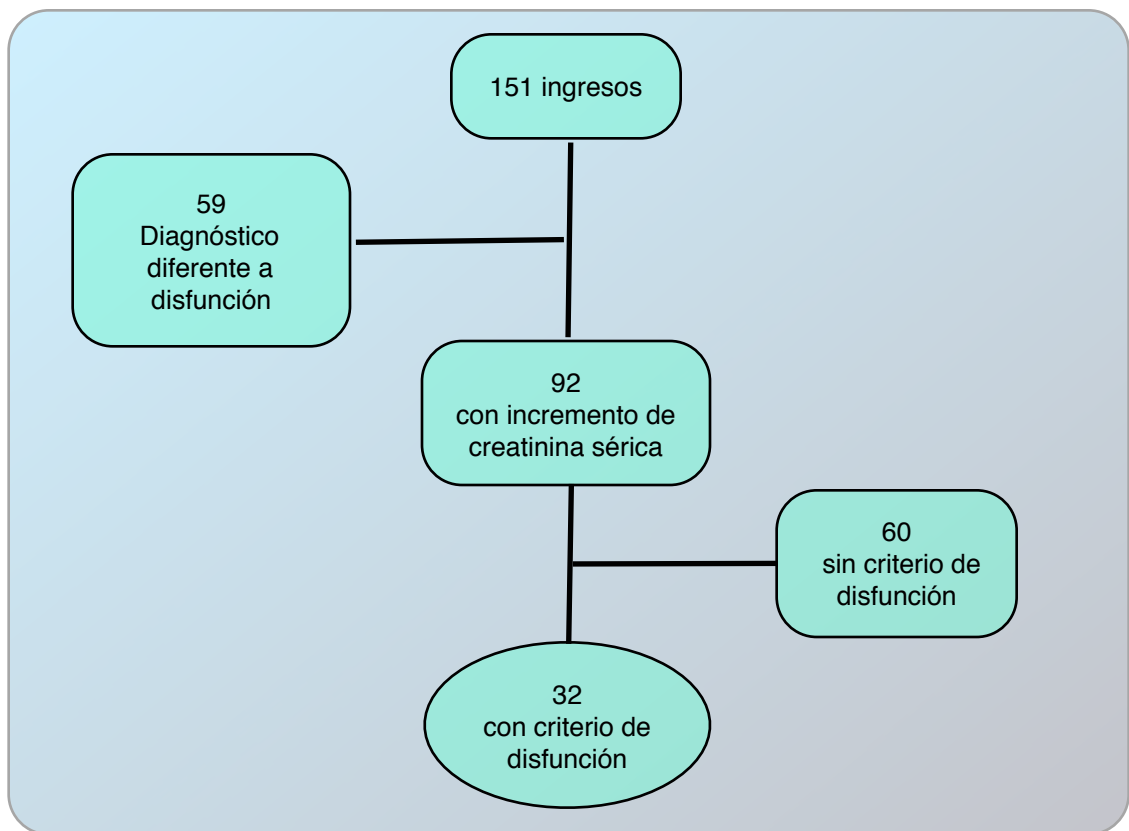 151 ingresos
59
Diagnóstico
diferente a
disfunción
92
con incremento de
creatinina sérica
60
sin criterio de
disfunción
32
con criterio de
disfunción